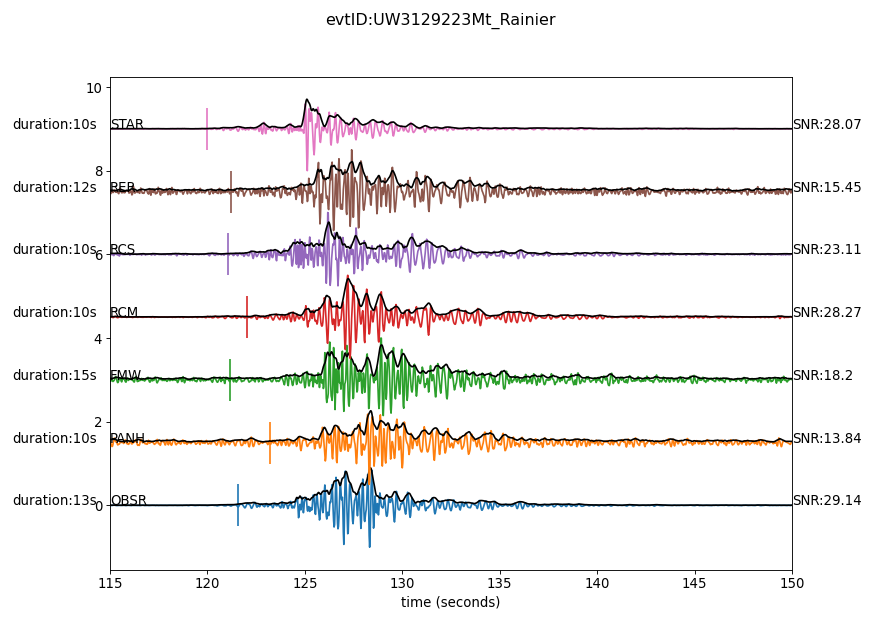 evtID:UW3129223Mt_Rainier
10
duration:10s STAR SNR:28.07
8
duration:12s RER SNR:15.45
duration:10s RCS SNR:23.11
6
duration:10s RCM SNR:28.27
4
duration:15s FMW SNR:18.2
2
duration:10s PANH SNR:13.84
duration:13s OBSR SNR:29.14
0
115 120 125 130 135 140 145 150
time (seconds)